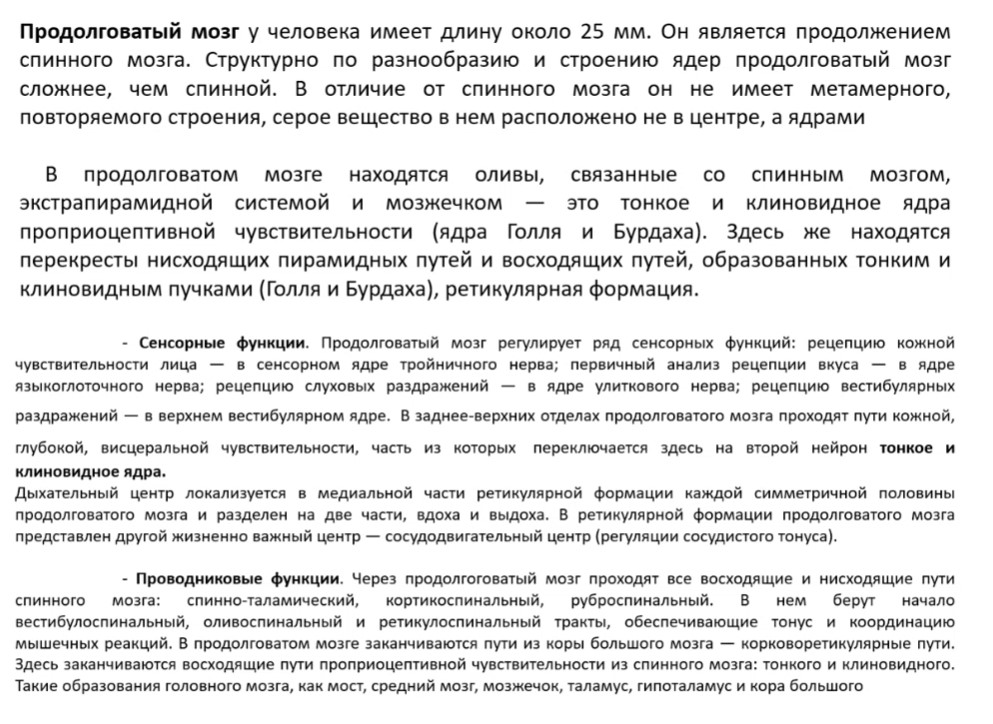 Продолговатый мозг у человека имеет длину около 25 мм. Он является продолжением
спинного мозга. Структурно по разнообразию и строению ядер продолговатый мозг
сложнее, чем спинной. В отличие от спинного мозга он не имеет метамерного,
повторяемого строения, серое вещество в нем расположено не в центре, а ядрами
В продолговатом мозге находятся оливы, связанные со спинным мозгом,
экстрапирамидной системой и мозжечком — это тонкое и клиновидное ядра
проприоцептивной чувствительности (ядра Голля и Бурдаха). Здесь же находятся
перекресты нисходящих пирамидных путей и восходящих путей, образованных тонким и
клиновидным пучками (Голля и Бурдаха), ретикулярная формация.
- Сенсорные функции. Продолговатый мозг регулирует ряд сенсорных функций: рецепцию кожной
чувствительности лица — в сенсорном ядре тройничного нерва; первичный анализ рецепции вкуса — в ядре
языкоглоточного нерва; рецепцию слуховых раздражений — в ядре улиткового нерва; рецепцию вестибулярных
раздражений — в верхнем вестибулярном ядре. В заднее-верхних отделах продолговатого мозга проходят пути кожной,
глубокой, висцеральной чувствительности, часть из которых переключается здесь на второй нейрон тонкое и
клиновидное ядра.
Дыхательный центр локализуется в медиальной части ретикулярной формации каждой симметричной половины
продолговатого мозга и разделен на две части, вдоха и выдоха. В ретикулярной формации продолговатого мозга
представлен другой жизненно важный центр — сосудодвигательный центр (регуляции сосудистого тонуса).
- Проводниковые функции. Через продолгоговатый мозг проходят все восходящие и нисходящие пути
спинного мозга: спинно-таламический, кортикоспинальный, руброспинальный. В нем берут начало
вестибулоспинальный, оливоспинальный и ретикулоспинальный тракты, обеспечивающие тонус и координацию
мышечных реакций. В продолговатом мозге заканчиваются пути из коры большого мозга — корковоретикулярные пути.
Здесь заканчиваются восходящие пути проприоцептивной чувствительности из спинного мозга: тонкого и клиновидного.
Такие образования головного мозга, как мост, средний мозг, мозжечок, таламус, гипоталамус и кора большого